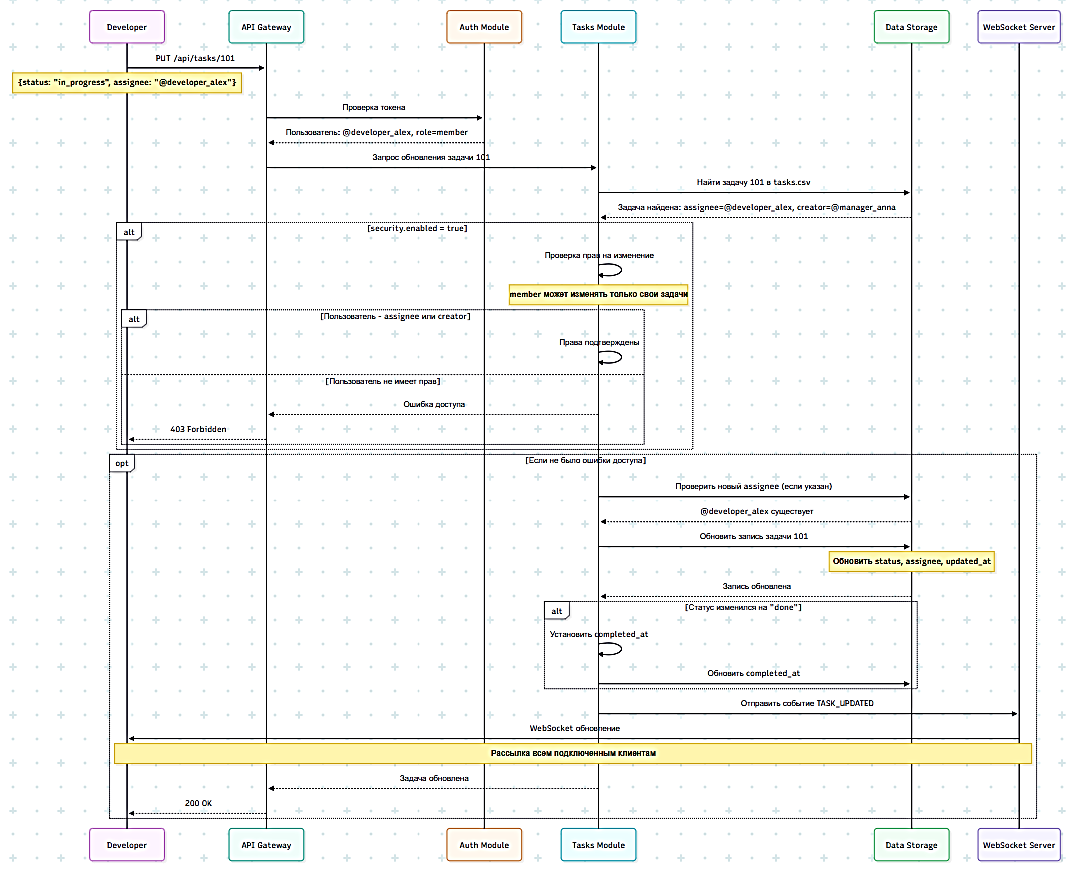 Developer
API Gateway
Auth Module
Tasks Module
Data Storage
WebSocket Server
PUT /api/tasks/101
{status: "in_progress", assignee: "@developer_alex"}
Проверка токена
Пользователь: @developer_alex, role=member
Запрос обновления задачи 101
Найти задачу 101 в tasks.csv
Задача найдена: assignee=@developer_alex, creator=@manager_anna
alt
[security.enabled = true]
Проверка прав на изменение
member может изменять только свои задачи
alt
[Пользователь - assignee или creator]
Права подтверждены
[Пользователь не имеет прав]
Ошибка доступа
403 Forbidden
opt
[Если не было ошибки доступа]
Проверить новый assignee (если указан)
@developer_alex существует
Обновить запись задачи 101
Обновить status, assignee, updated_at
Запись обновлена
alt
[Статус изменился на "done"]
Установить completed_at
Обновить completed_at
Отправить событие TASK_UPDATED
WebSocket обновление
Рассылка всем подключенным клиентам
Задача обновлена
200 OK
Developer
API Gateway
Auth Module
Tasks Module
Data Storage
WebSocket Server